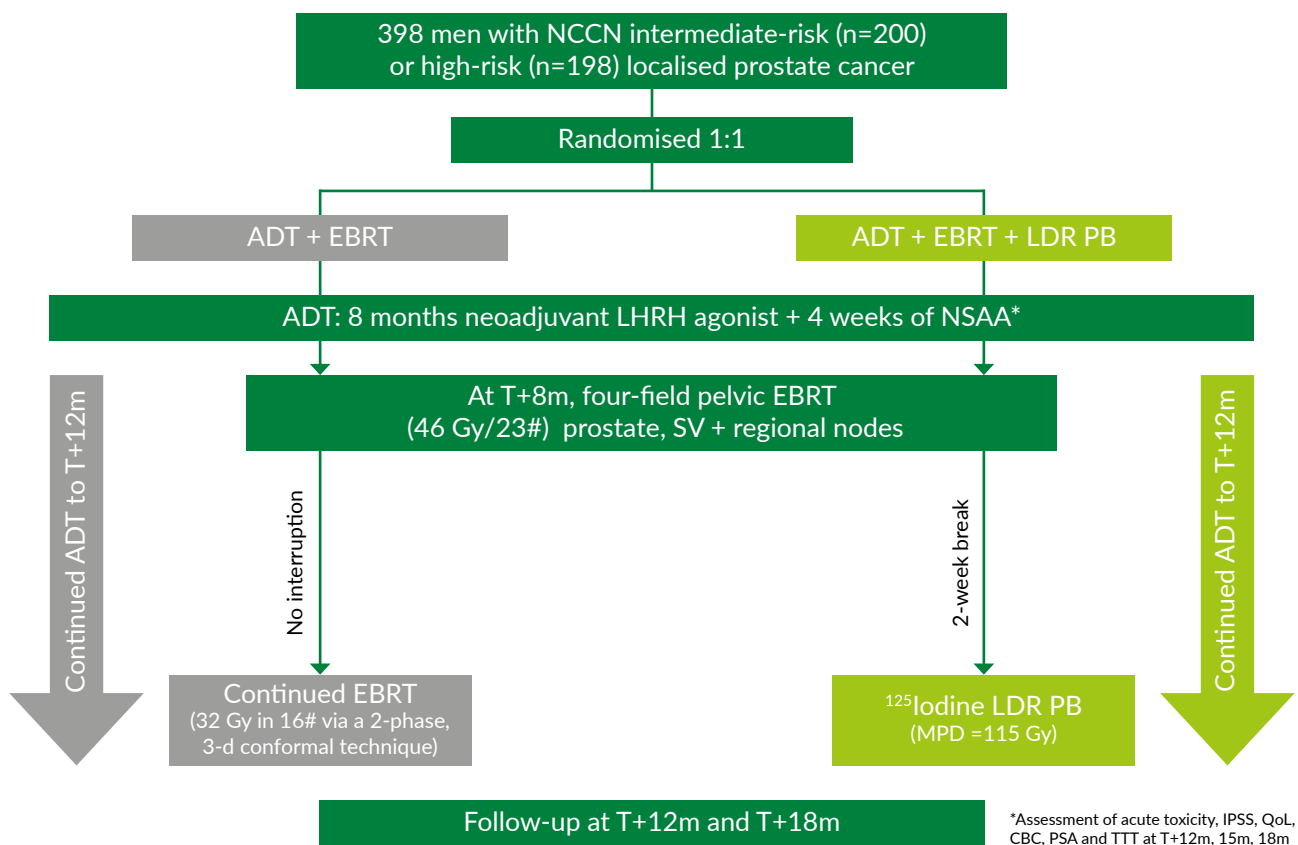 398 men with NCCN intermediate-risk (n=200)
or high-risk (n=198) localised prostate cancer
Randomised 1:1
ADT + EBRT
ADT + EBRT + LDR PB
ADT: 8 months neoadjuvant LHRH agonist + 4 weeks of NSAA*
At T+8m, four-field pelvic EBRT
(46 Gy/23#) prostate, SV + regional nodes
Continued ADT to T+12m
No interruption
2-week break
Continued ADT to T+12m
Continued EBRT
(32 Gy in 16# via a 2-phase,
3-d conformal technique)
¹²⁵Iodine LDR PB
(MPD =115 Gy)
Follow-up at T+12m and T+18m
*Assessment of acute toxicity, IPSS, QoL,
CBC, PSA and TTT at T+12m, 15m, 18m